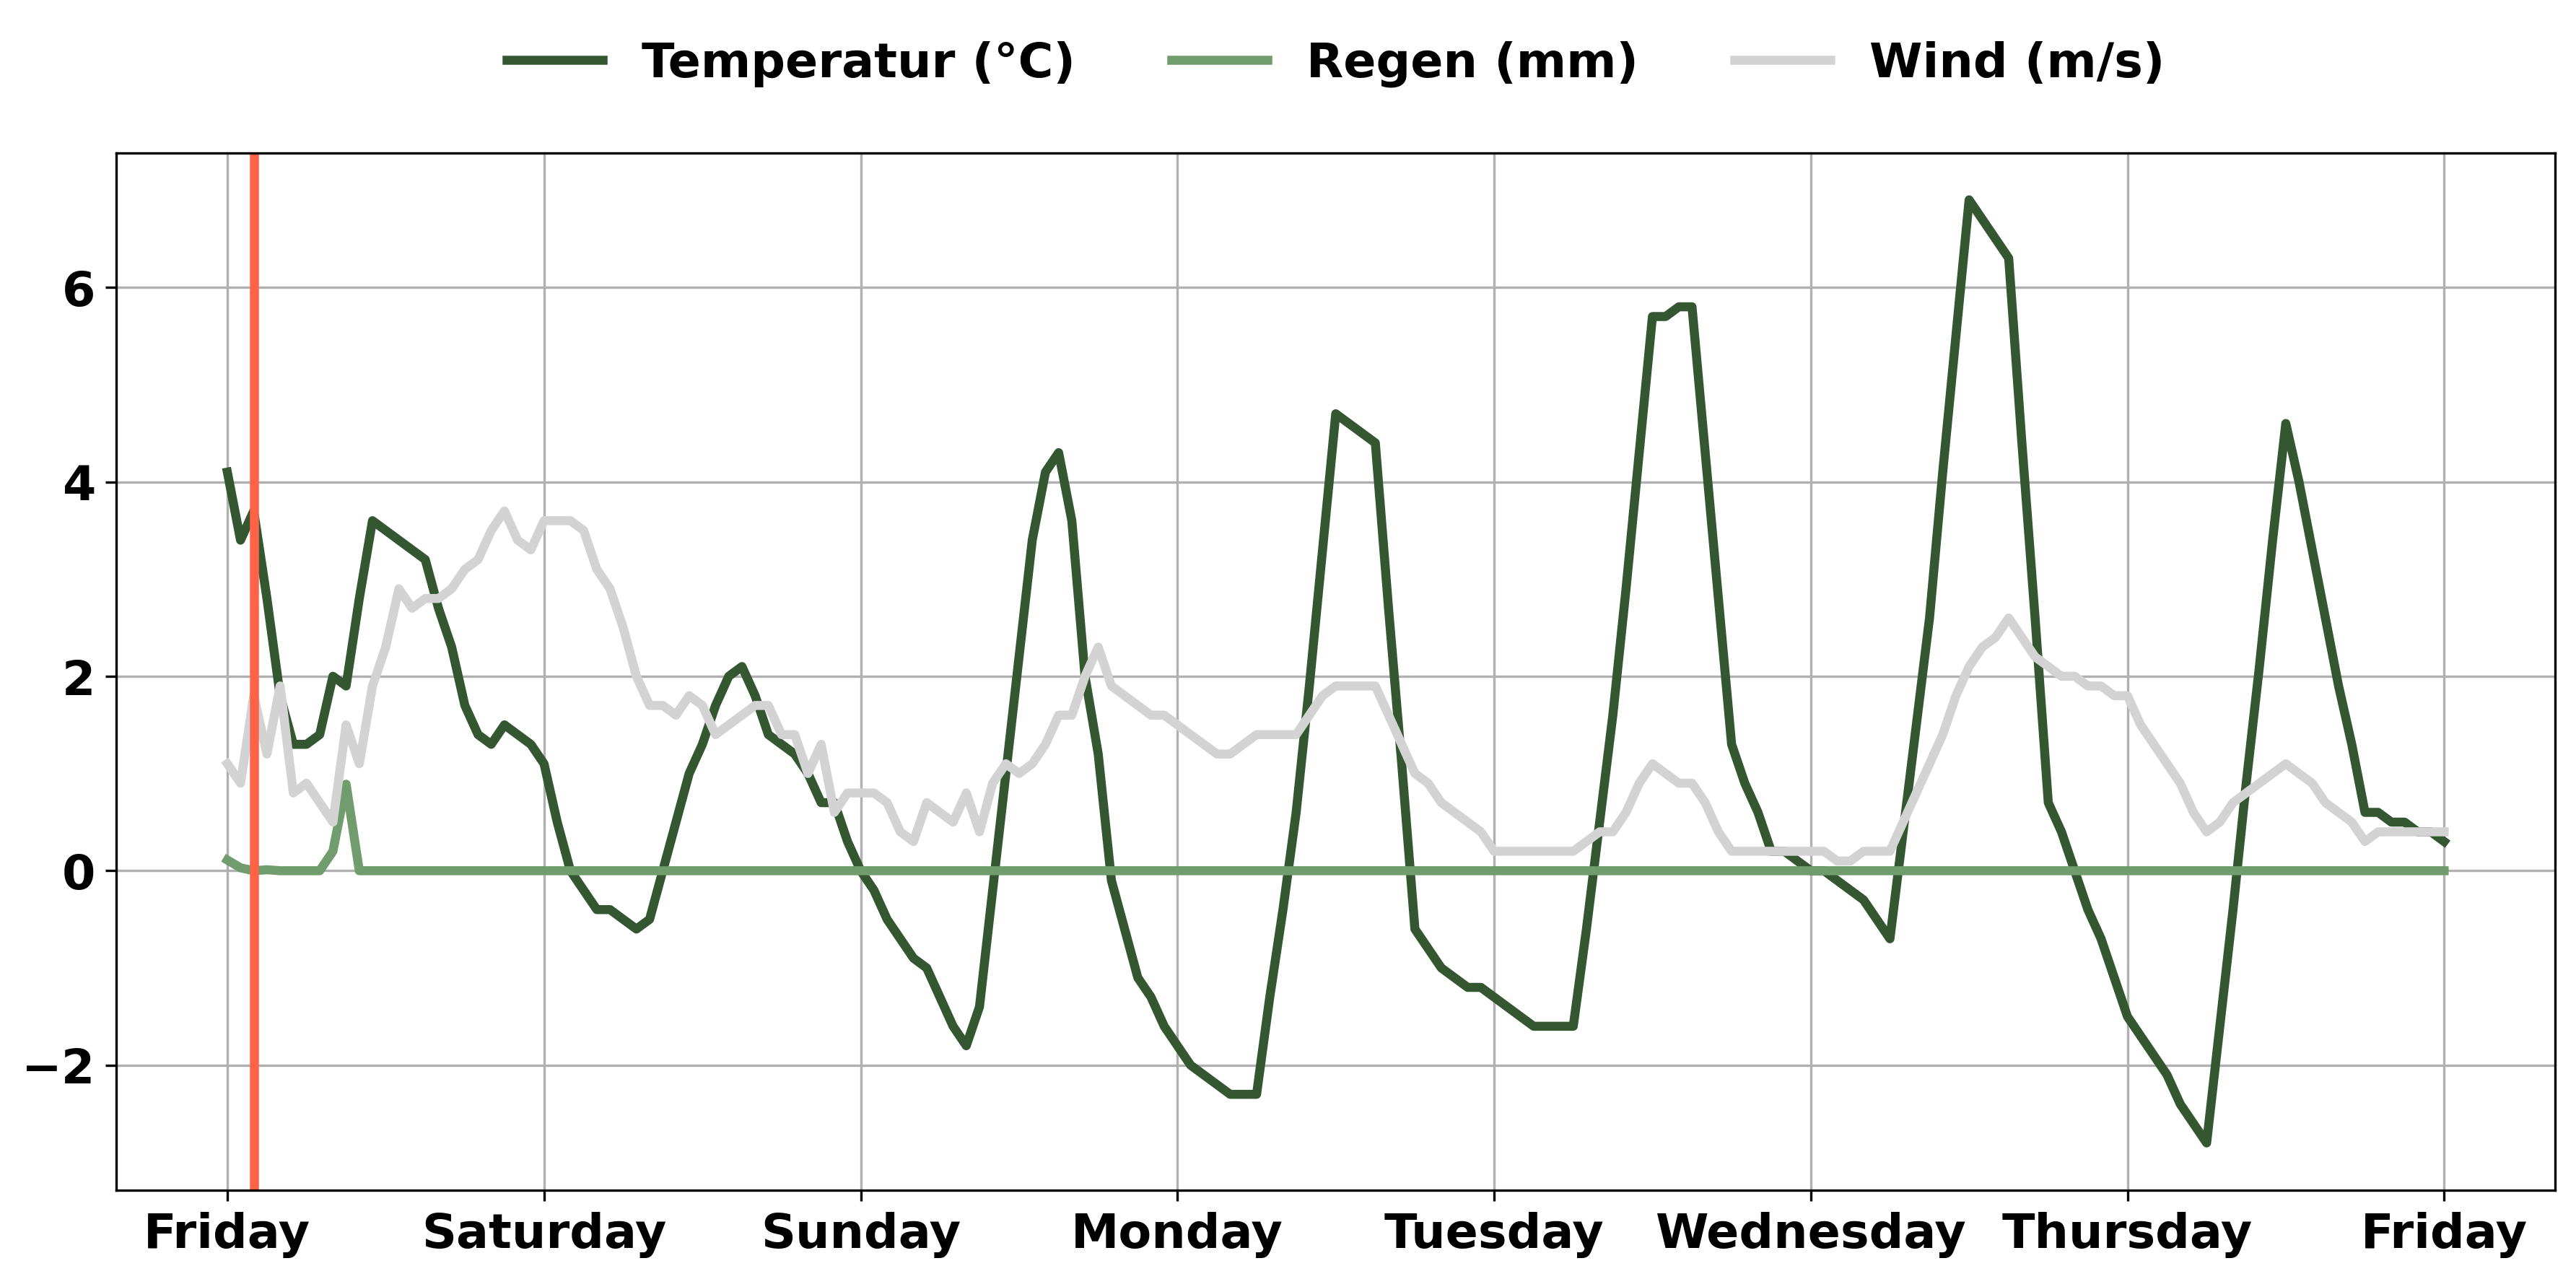 Temperatur (°C) Regen (mm) Wind (m/s)
6
4
2
0
−2
Friday Saturday Sunday Monday Tuesday Wednesday Thursday Friday